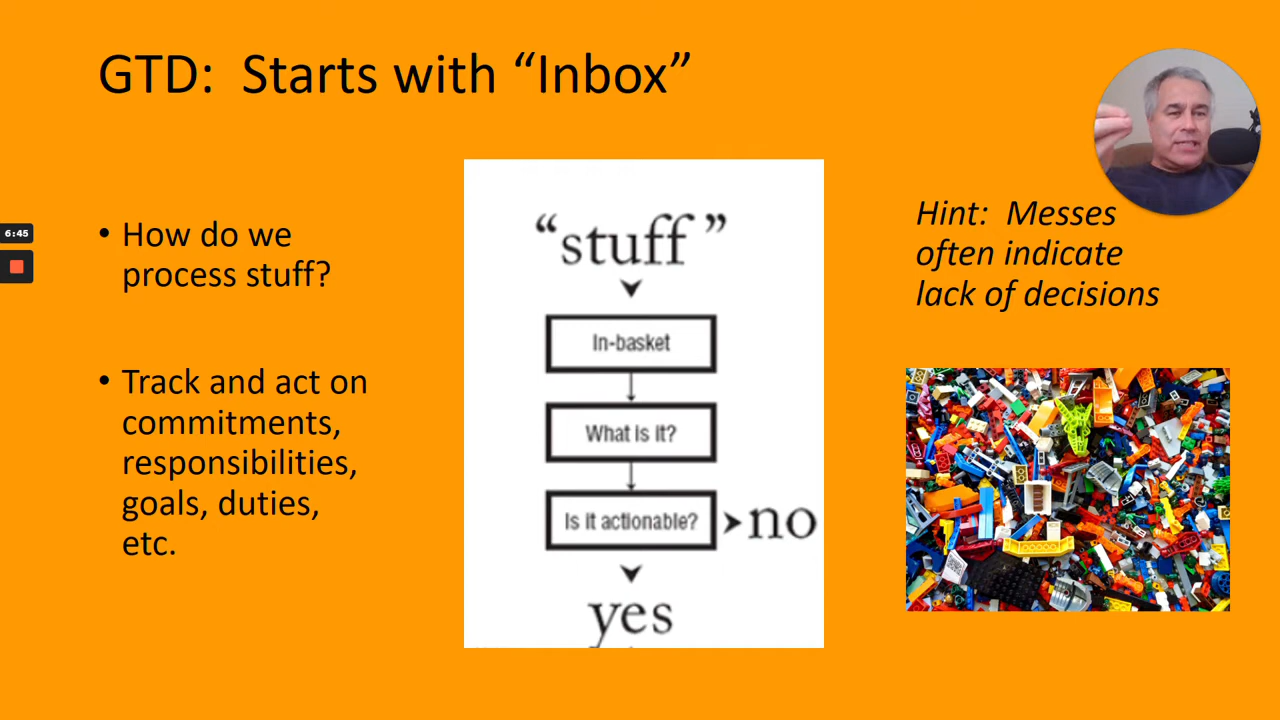 GTD:  Starts with “Inbox”
6:45
• How do we
process stuff?
• Track and act on
commitments,
responsibilities,
goals, duties,
etc.
“stuff”
In-basket
What is it?
Is it actionable?
no
yes
Hint:  Messes
often indicate
lack of decisions